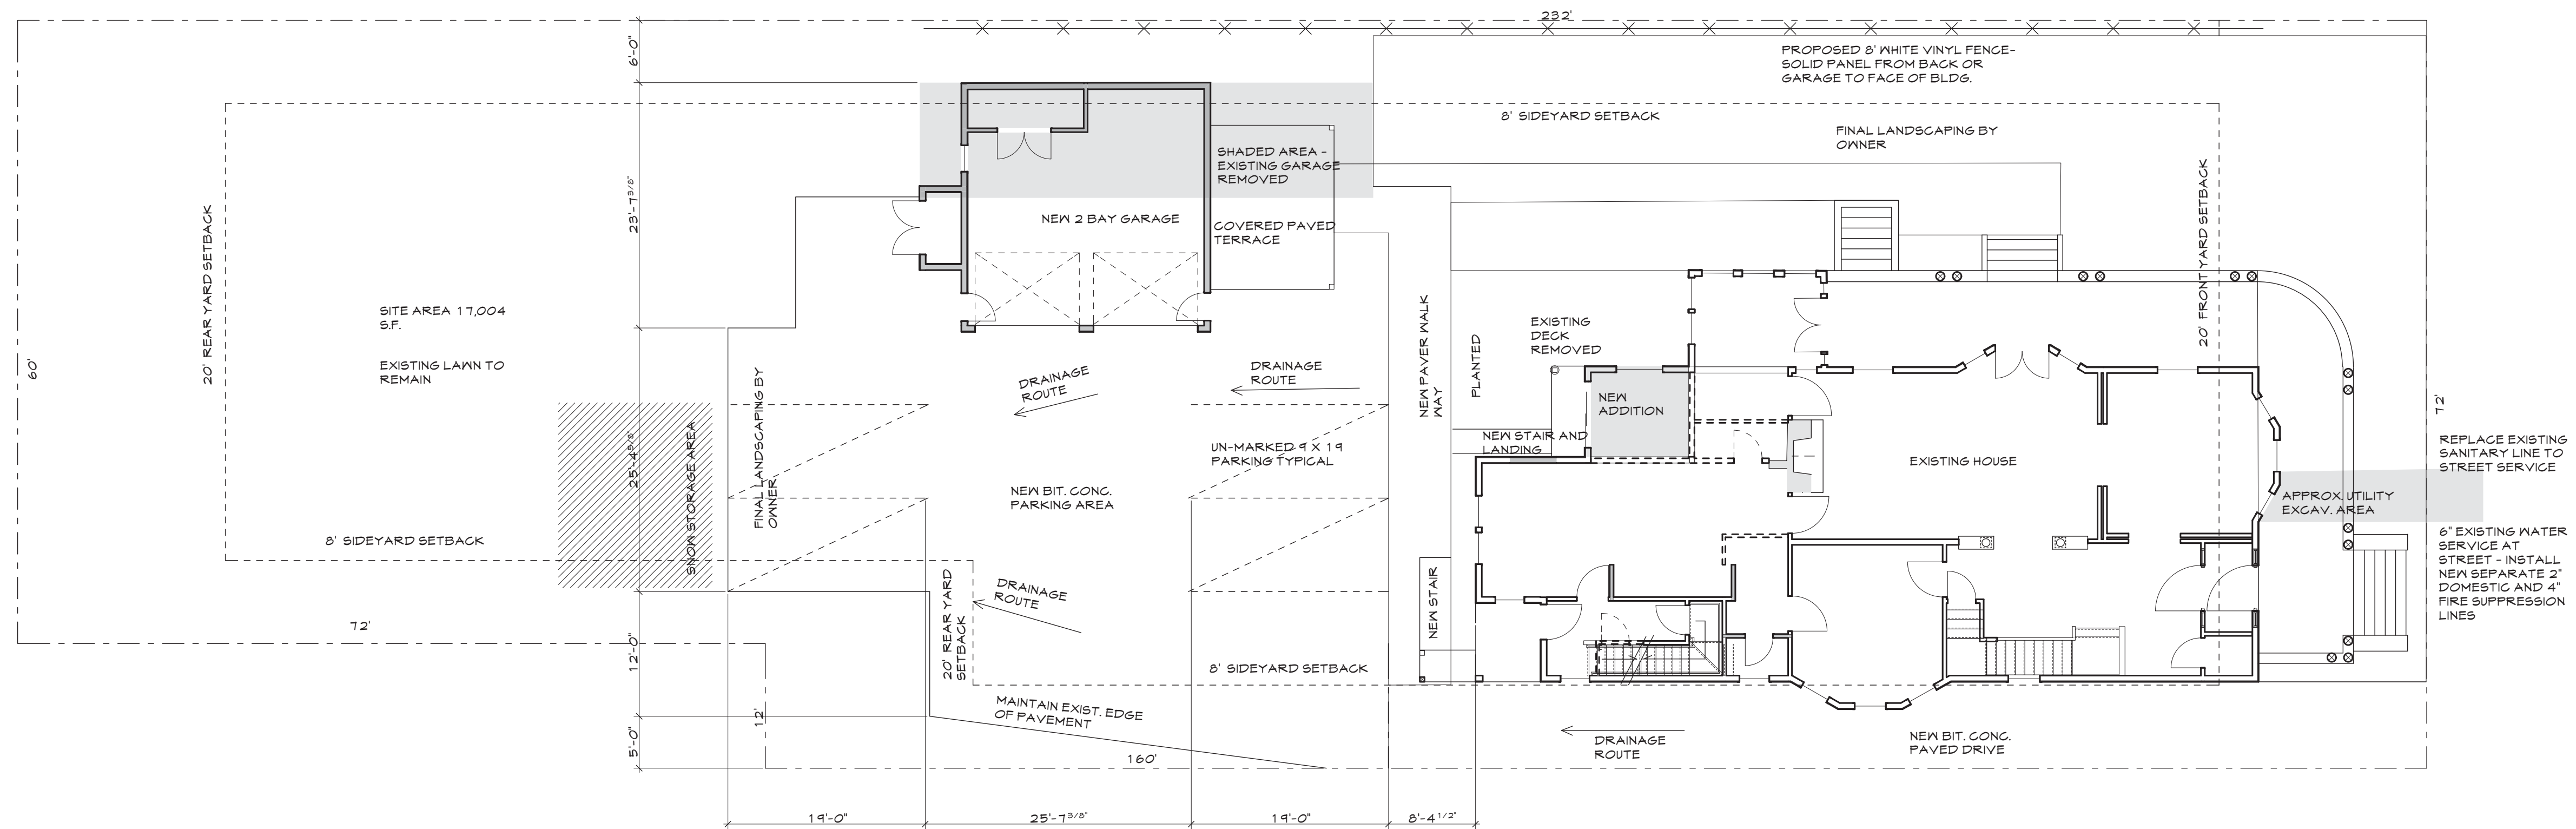 232'
6'-0"
PROPOSED 8' WHITE VINYL FENCE-
SOLID PANEL FROM BACK OR
GARAGE TO FACE OF BLDG.
8' SIDEYARD SETBACK
FINAL LANDSCAPING BY
OWNER
SHADED AREA -
EXISTING GARAGE
REMOVED
23'-7 3/8"
NEW 2 BAY GARAGE
COVERED PAVED
TERRACE
20' REAR YARD SETBACK
20' FRONT YARD SETBACK
SITE AREA 17,004
S.F.
EXISTING LAWN TO
REMAIN
60'
NEW PAVER WALK
WAY
PLANTED
EXISTING
DECK
REMOVED
DRAINAGE
ROUTE
DRAINAGE
ROUTE
NEW
ADDITION
72'
FINAL LANDSCAPING BY
OWNER
SNOW STORAGE AREA
25'-4 5/8"
UN-MARKED 9 X 19
PARKING TYPICAL
NEW STAIR AND
LANDING
EXISTING HOUSE
REPLACE EXISTING
SANITARY LINE TO
STREET SERVICE
NEW BIT. CONC.
PARKING AREA
APPROX. UTILITY
EXCAV. AREA
8' SIDEYARD SETBACK
6" EXISTING WATER
SERVICE AT
STREET - INSTALL
NEW SEPARATE 2"
DOMESTIC AND 4"
FIRE SUPPRESSION
LINES
DRAINAGE
ROUTE
NEW STAIR
72'
12'-0"
20' REAR YARD
SETBACK
8' SIDEYARD SETBACK
MAINTAIN EXIST. EDGE
OF PAVEMENT
12'
5'-0"
160'
DRAINAGE
ROUTE
NEW BIT. CONC.
PAVED DRIVE
19'-0"
25'-7 3/8"
19'-0"
8'-4 1/2"